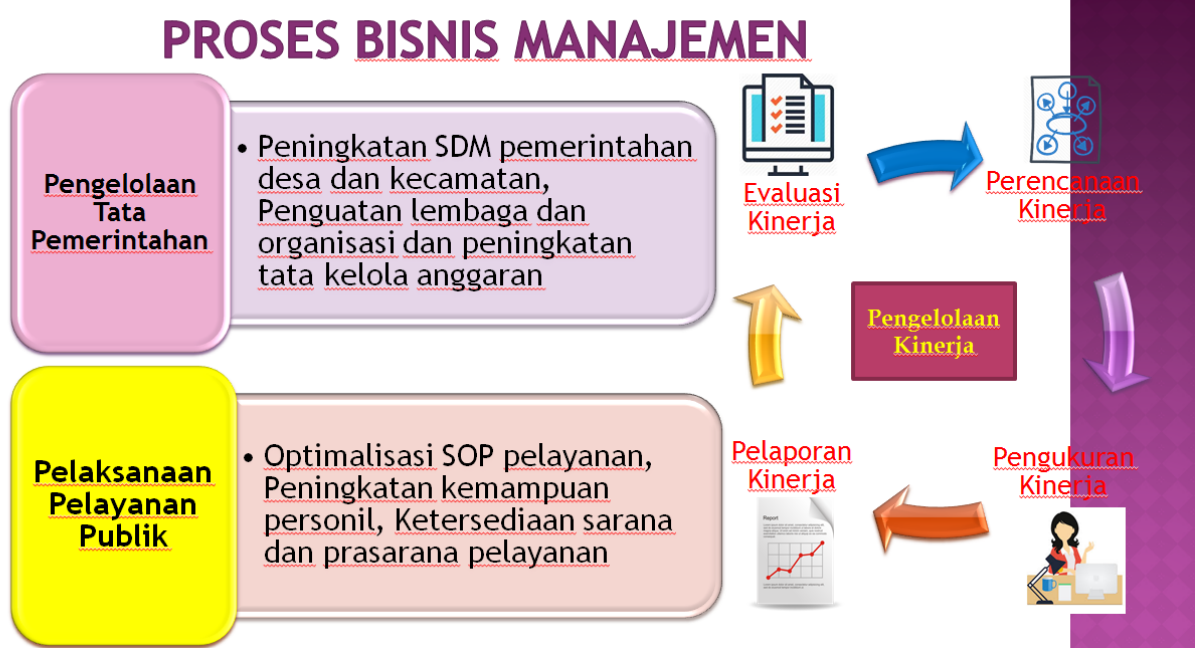 PROSES BISNIS MANAJEMEN
Pengelolaan
Tata
Pemerintahan
• Peningkatan SDM pemerintahan
desa dan kecamatan,
Penguatan lembaga dan
organisasi dan peningkatan
tata kelola anggaran
Pelaksanaan
Pelayanan
Publik
• Optimalisasi SOP pelayanan,
Peningkatan kemampuan
personil, Ketersediaan sarana
dan prasarana pelayanan
Evaluasi
Kinerja
Perencanaan
Kinerja
Pengelolaan
Kinerja
Pelaporan
Kinerja
Pengukuran
Kinerja
Report